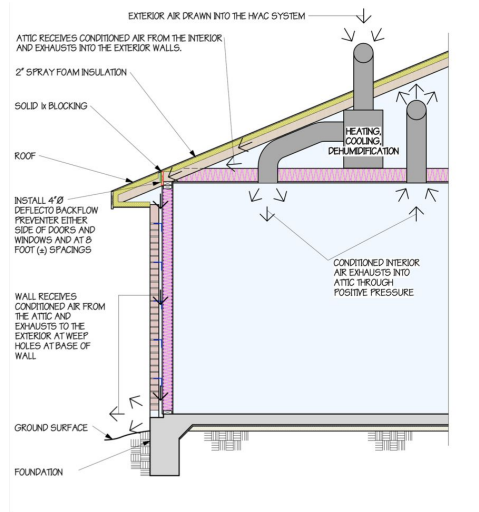 EXTERIOR AIR DRAWN INTO THE HVAC SYSTEM
ATTIC RECEIVES CONDITIONED AIR FROM THE INTERIOR
AND EXHAUSTS INTO THE EXTERIOR WALLS.
2" SPRAY FOAM INSULATION
SOLID 1x BLOCKING
ROOF
HEATING,
COOLING,
DEHUMIDIFICATION
INSTALL 4"Ø
DEFLECTO BACKFLOW
PREVENTER EITHER
SIDE OF DOORS AND
WINDOWS AND AT 8
FOOT (±) SPACINGS
CONDITIONED INTERIOR
AIR EXHAUSTS INTO
ATTIC THROUGH
POSITIVE PRESSURE
WALL RECEIVES
CONDITIONED AIR FROM
THE ATTIC AND
EXHAUSTS TO THE
EXTERIOR AT WEEP
HOLES AT BASE OF
WALL
GROUND SURFACE
FOUNDATION